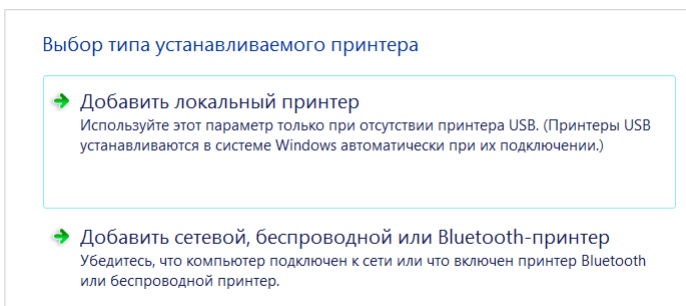 Выбор типа устанавливаемого принтера
Добавить локальный принтер
Используйте этот параметр только при отсутствии принтера USB. (Принтеры USB
устанавливаются в системе Windows автоматически при их подключении.)
Добавить сетевой, беспроводной или Bluetooth-принтер
Убедитесь, что компьютер подключен к сети или что включен принтер Bluetooth
или беспроводной принтер.